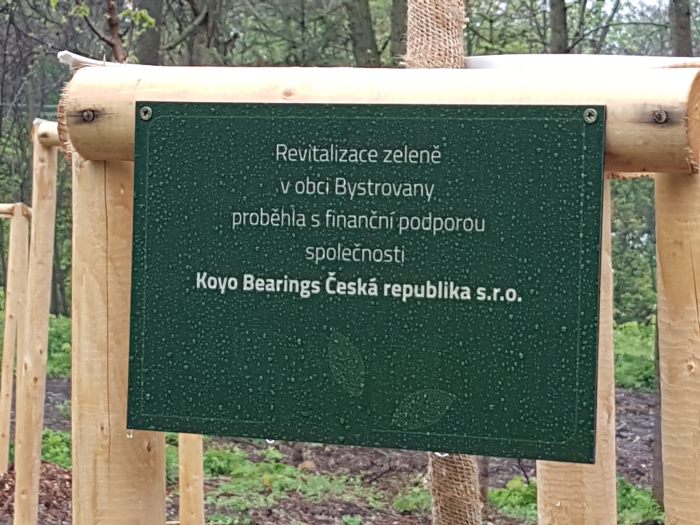 Revitalizace zeleně
v obci Bystrovany
proběhla s finanční podporou
společnosti
Koyo Bearings Česká republika s.r.o.